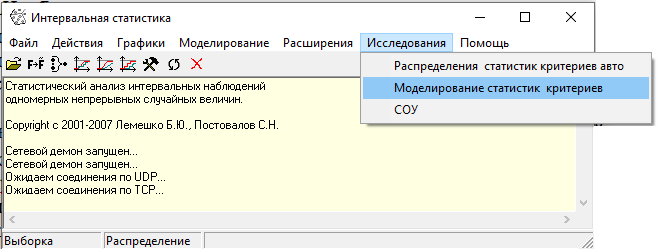 Интервальная статистика
Файл Действия Графики Моделирование Расширения Исследования Помощь
F→F
Распределения статистик критериев авто
Моделирование статистик критериев
СОУ
Статистический анализ интервальных наблюдений
одномерных непрерывных случайных величин.
Copyright с 2001-2007 Лемешко Б.Ю., Постовалов С.Н.
Сетевой демон запущен...
Сетевой демон запущен...
Ожидаем соединения по UDP...
Ожидаем соединения по TCP...
Выборка Распределение